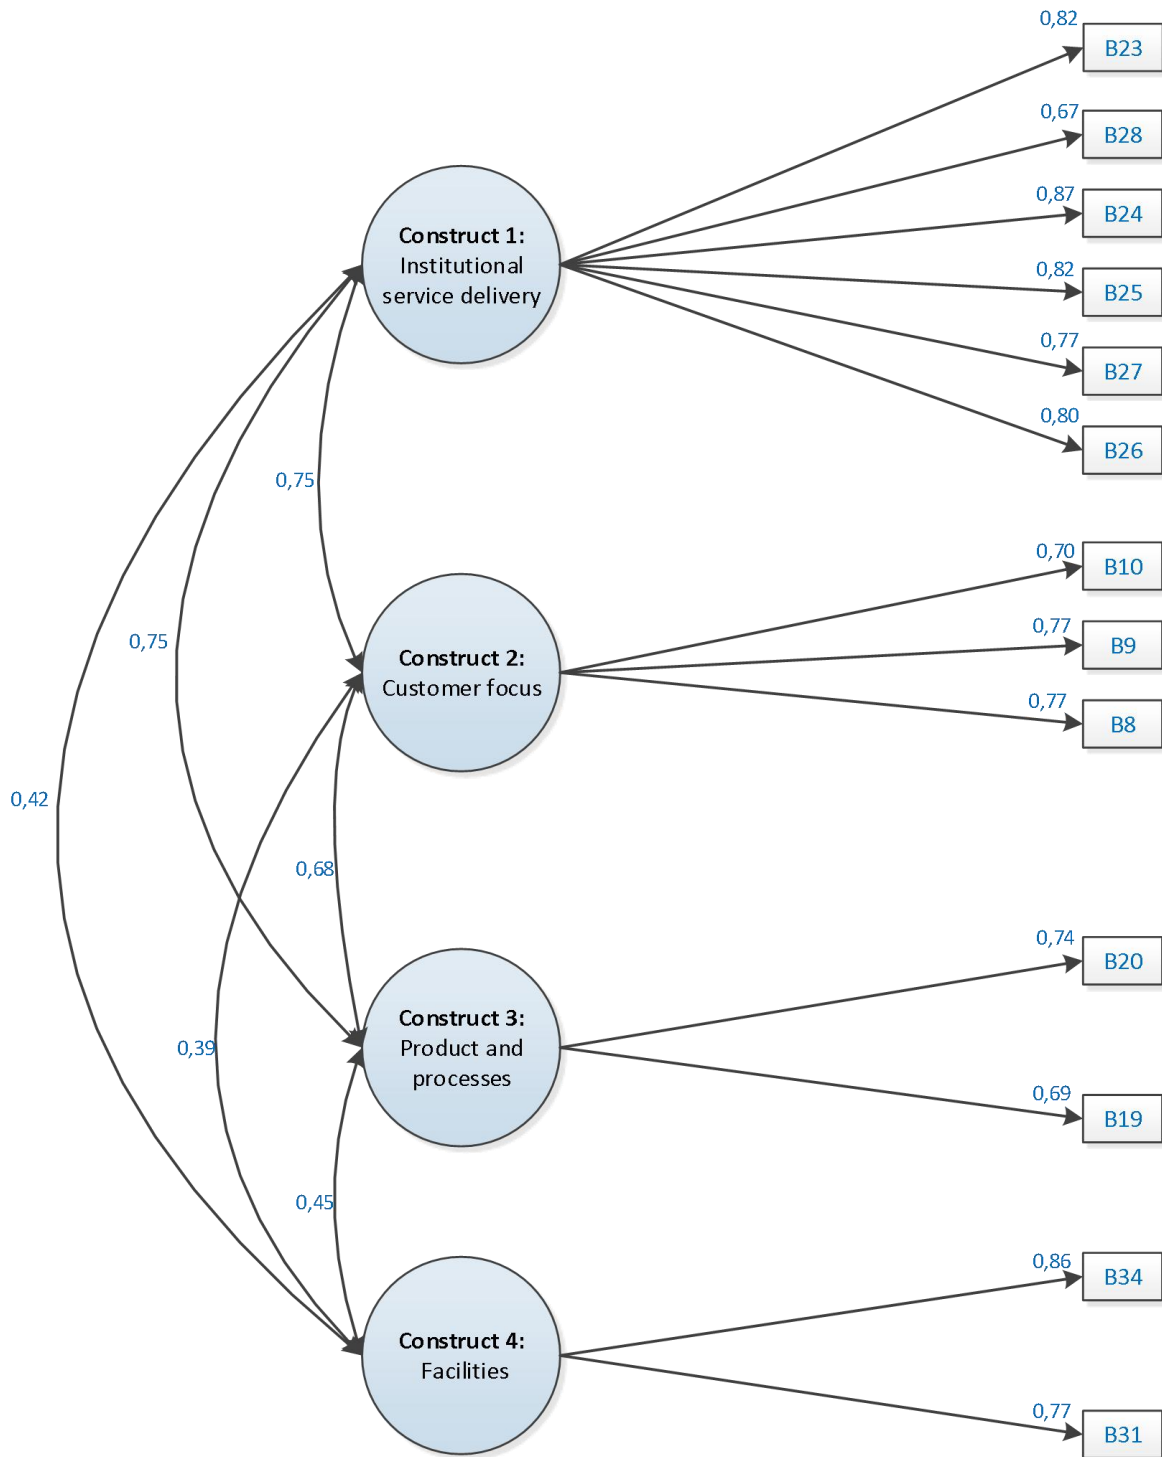 0,82
B23
0,67
B28
0,87
B24
Construct 1:
Institutional
service delivery
0,82
B25
0,77
B27
0,80
B26
0,75
0,70
B10
0,77
B9
0,75
Construct 2:
Customer focus
0,77
B8
0,42
0,68
0,74
B20
Construct 3:
Product and
processes
0,39
0,69
B19
0,45
0,86
B34
Construct 4:
Facilities
0,77
B31